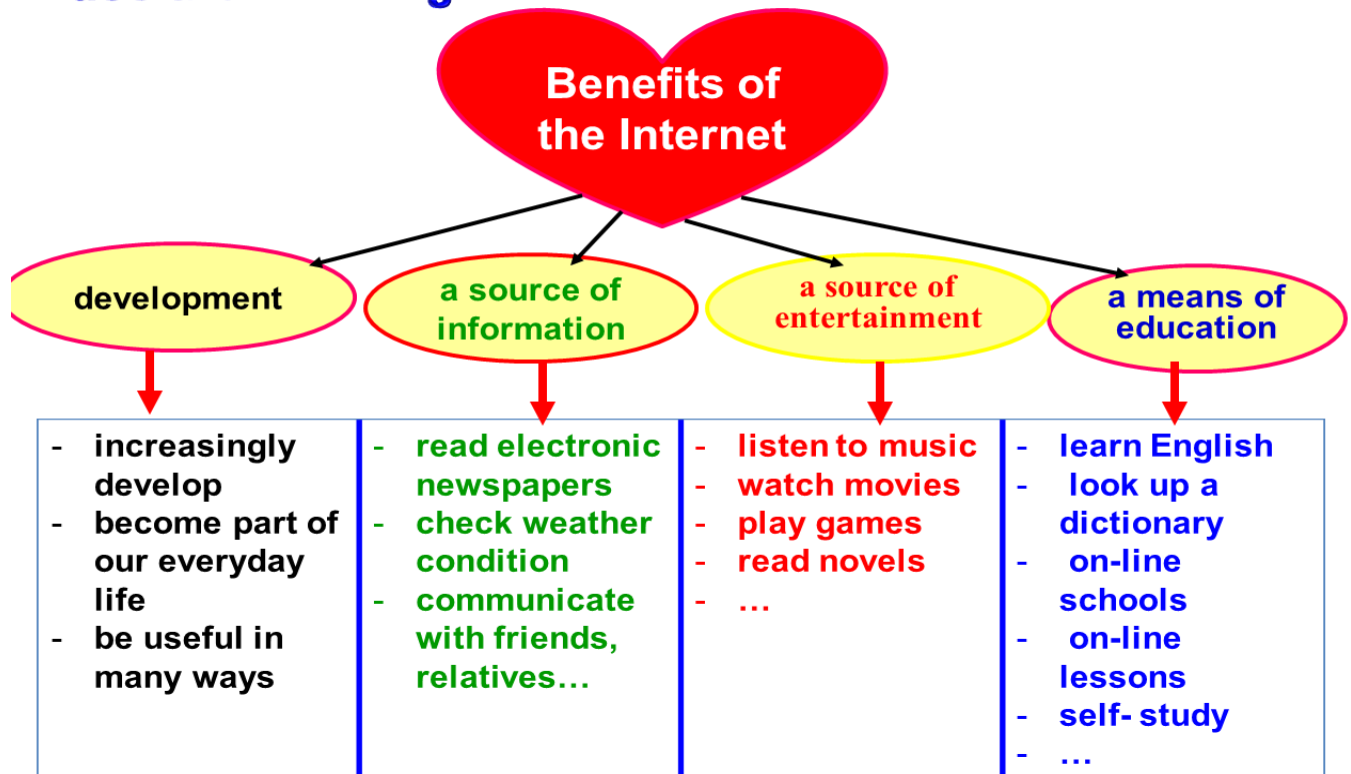 Benefits of
the Internet
development
a source of
information
a source of
entertainment
a means of
education
- increasingly
develop
- become part of
our everyday
life
- be useful in
many ways
- read electronic
newspapers
- check weather
condition
- communicate
with friends,
relatives...
- listen to music
- watch movies
- play games
- read novels
- ...
- learn English
- look up a
dictionary
- on-line
schools
- on-line
lessons
- self- study
- ...